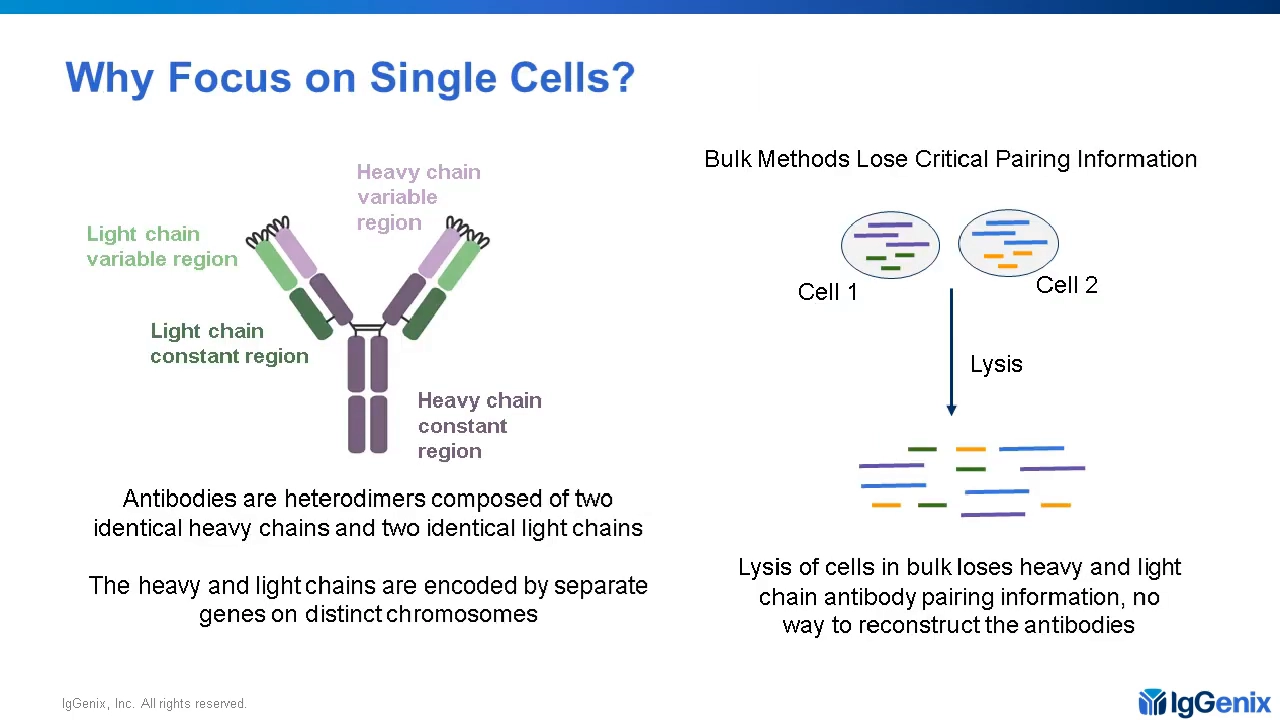 Why Focus on Single Cells?
Heavy chain
variable
region
Light chain
variable region
Light chain
constant region
Heavy chain
constant
region
Antibodies are heterodimers composed of two
identical heavy chains and two identical light chains
The heavy and light chains are encoded by separate
genes on distinct chromosomes
Bulk Methods Lose Critical Pairing Information
Cell 1
Cell 2
Lysis
Lysis of cells in bulk loses heavy and light
chain antibody pairing information, no
way to reconstruct the antibodies
IgGenix, Inc. All rights reserved.
IgGenix